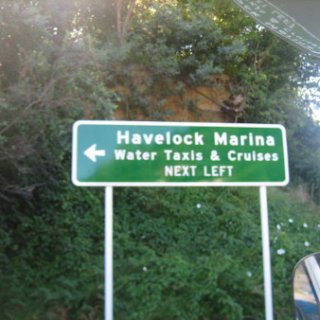 Havelock Marina
Water Taxis & Cruises
NEXT LEFT